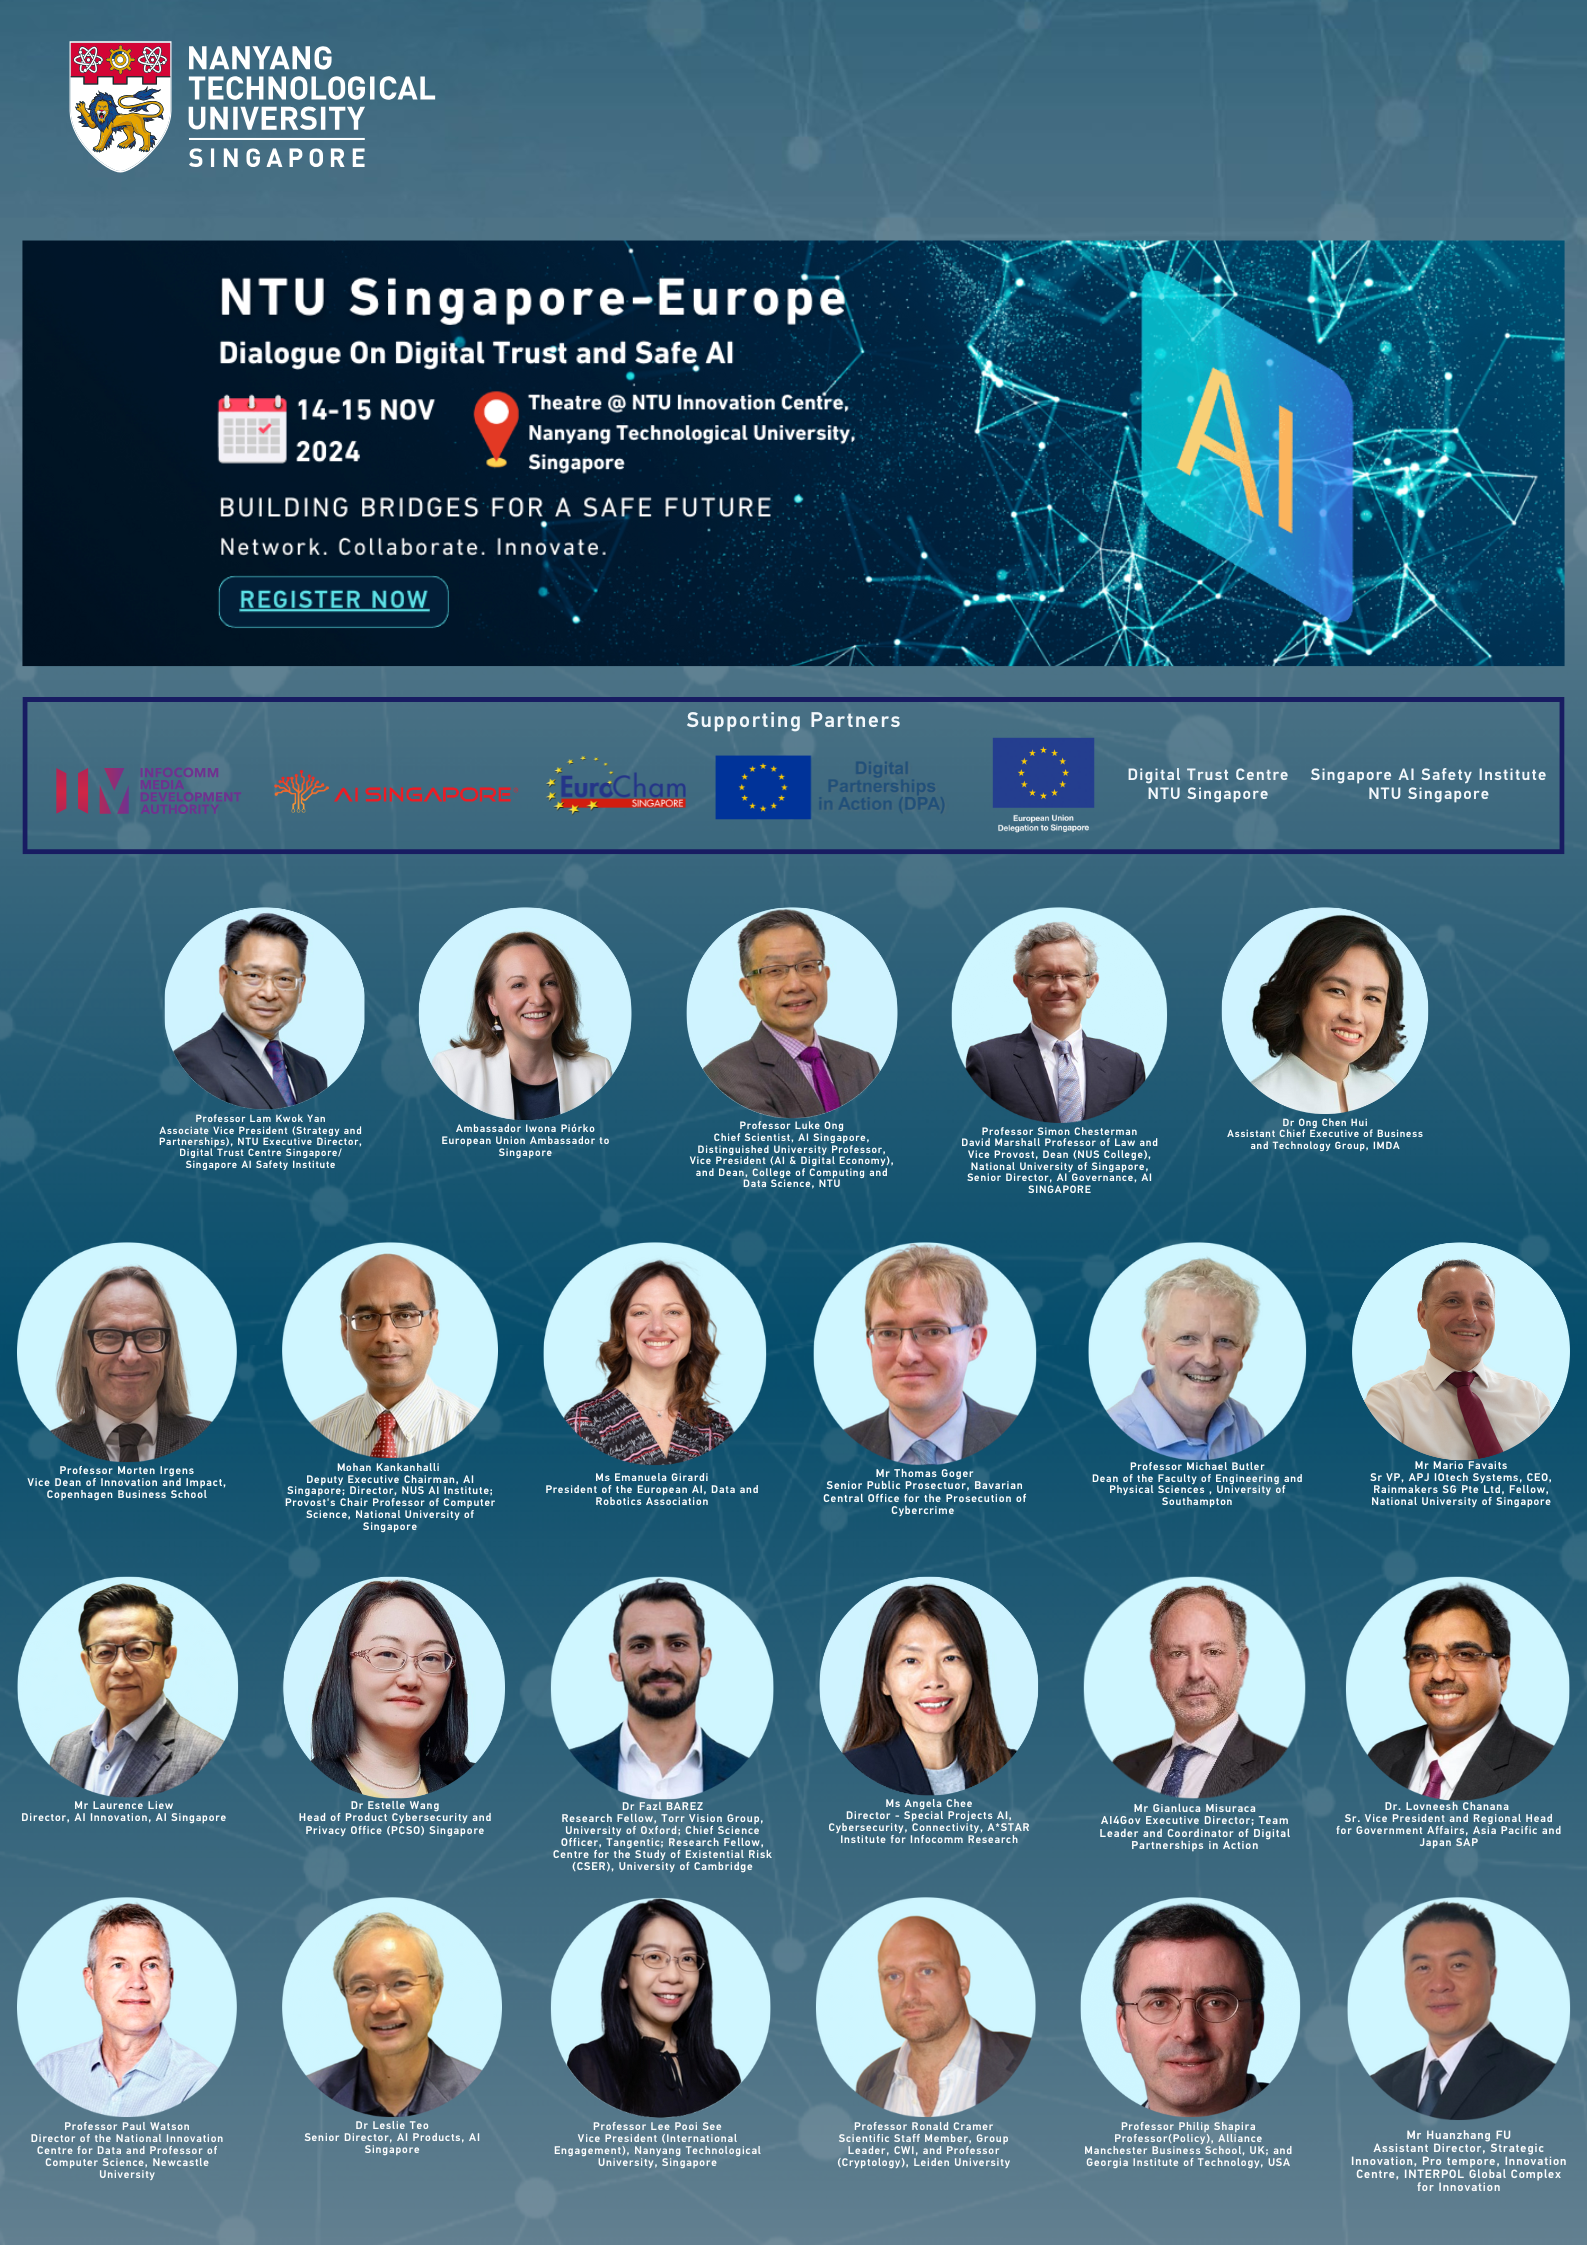 NANYANG
TECHNOLOGICAL
UNIVERSITY
SINGAPORE
NTU Singapore-Europe
Dialogue On Digital Trust and Safe AI
14-15 NOV
2024
Theatre @ NTU Innovation Centre,
Nanyang Technological University,
Singapore
BUILDING BRIDGES FOR A SAFE FUTURE
Network. Collaborate. Innovate.
REGISTER NOW
AI
Supporting Partners
INFOCOMM
MEDIA
DEVELOPMENT
AUTHORITY
AI SINGAPORE
EuroCham
SINGAPORE
Digital
Partnerships
in Action (DPA)
European Union
Delegation to Singapore
Digital Trust Centre
NTU Singapore
Singapore AI Safety Institute
NTU Singapore
Professor Lam Kwok Yan
Associate Vice President (Strategy and
Partnerships), NTU Executive Director,
Digital Trust Centre Singapore/
Singapore AI Safety Institute
Ambassador Iwona Piórko
European Union Ambassador to
Singapore
Professor Luke Ong
Chief Scientist, AI Singapore,
Distinguished University Professor,
Vice President (AI & Digital Economy),
and Dean, College of Computing and
Data Science, NTU
Professor Simon Chesterman
David Marshall Professor of Law and
Vice Provost, Dean (NUS College),
National University of Singapore,
Senior Director, AI Governance, AI
SINGAPORE
Dr Ong Chen Hui
Assistant Chief Executive of Business
and Technology Group, IMDA
Professor Morten Irgens
Vice Dean of Innovation and Impact,
Copenhagen Business School
Mohan Kankanhalli
Deputy Executive Chairman, AI
Singapore; Director, NUS AI Institute;
Provost's Chair Professor of Computer
Science, National University of
Singapore
Ms Emanuela Girardi
President of the European AI, Data and
Robotics Association
Mr Thomas Goger
Senior Public Prosectuor, Bavarian
Central Office for the Prosecution of
Cybercrime
Professor Michael Butler
Dean of the Faculty of Engineering and
Physical Sciences , University of
Southampton
Mr Mario Favaits
Sr VP, APJ IOtech Systems, CEO,
Rainmakers SG Pte Ltd, Fellow,
National University of Singapore
Mr Laurence Liew
Director, AI Innovation, AI Singapore
Dr Estelle Wang
Head of Product Cybersecurity and
Privacy Office (PCSO) Singapore
Dr Fazl BAREZ
Research Fellow, Torr Vision Group,
University of Oxford; Chief Science
Officer, Tangentic; Research Fellow,
Centre for the Study of Existential Risk
(CSER), University of Cambridge
Ms Angela Chee
Director - Special Projects AI,
Cybersecurity, Connectivity, A*STAR
Institute for Infocomm Research
Mr Gianluca Misuraca
AI4Gov Executive Director; Team
Leader and Coordinator of Digital
Partnerships in Action
Dr. Lovneesh Chanana
Sr. Vice President and Regional Head
for Government Affairs, Asia Pacific and
Japan SAP
Professor Paul Watson
Director of the National Innovation
Centre for Data and Professor of
Computer Science, Newcastle
University
Dr Leslie Teo
Senior Director, AI Products, AI
Singapore
Professor Lee Pooi See
Vice President (International
Engagement), Nanyang Technological
University, Singapore
Professor Ronald Cramer
Scientific Staff Member, Group
Leader, CWI, and Professor
(Cryptology), Leiden University
Professor Philip Shapira
Professor(Policy), Alliance
Manchester Business School, UK; and
Georgia Institute of Technology, USA
Mr Huanzhang FU
Assistant Director, Strategic
Innovation, Pro tempore, Innovation
Centre, INTERPOL Global Complex
for Innovation